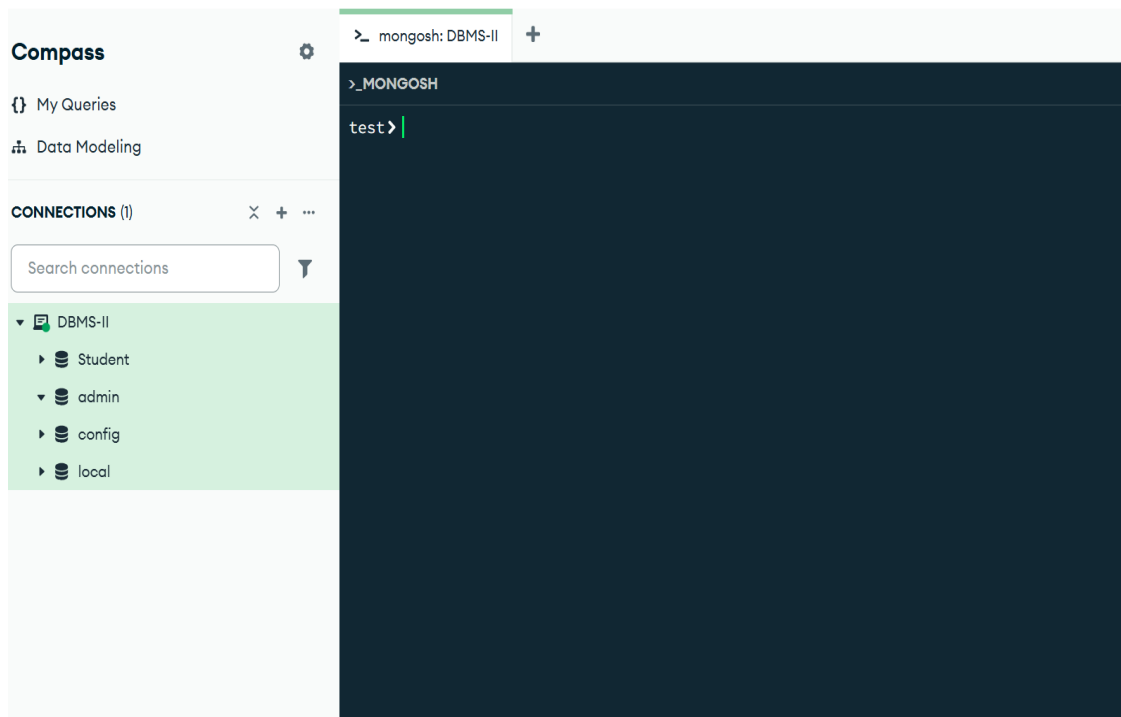 Compass
My Queries
Data Modeling
CONNECTIONS (1)
Search connections
DBMS-II
Student
admin
config
local
>_ mongosh: DBMS-II
>_MONGOSH
test>